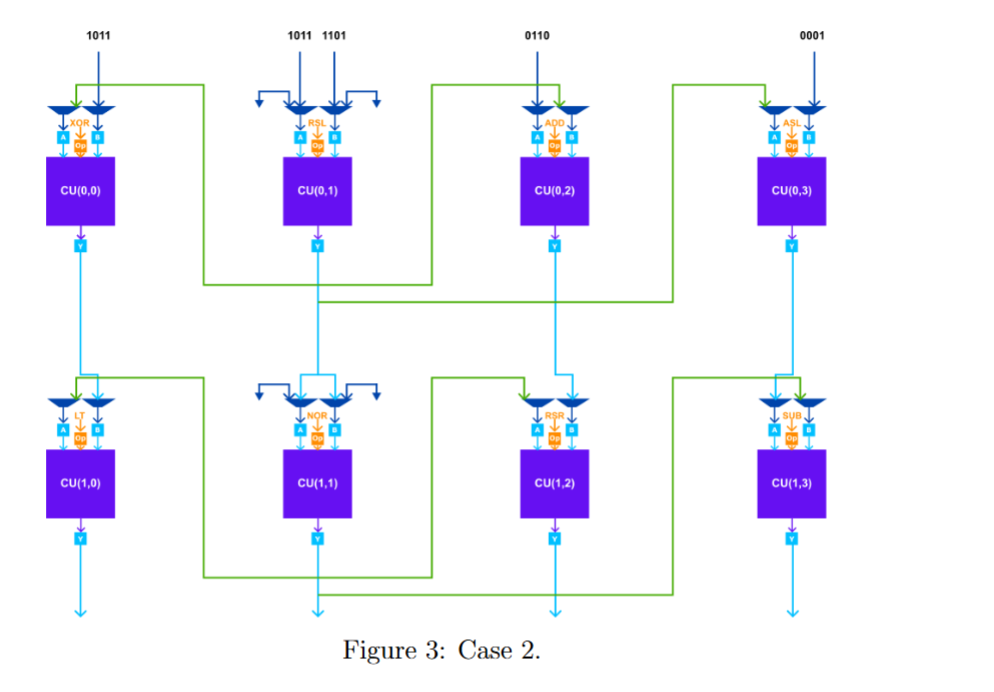 1011 1011 1101 0110 0001
XOR RSL ADD ASL
A B A B A B A B
Op Op Op Op
CU(0,0) CU(0,1) CU(0,2) CU(0,3)
Y Y Y Y
LT NOR RSR SUB
A B A B A B A B
Op Op Op Op
CU(1,0) CU(1,1) CU(1,2) CU(1,3)
Y Y Y Y
Figure 3: Case 2.